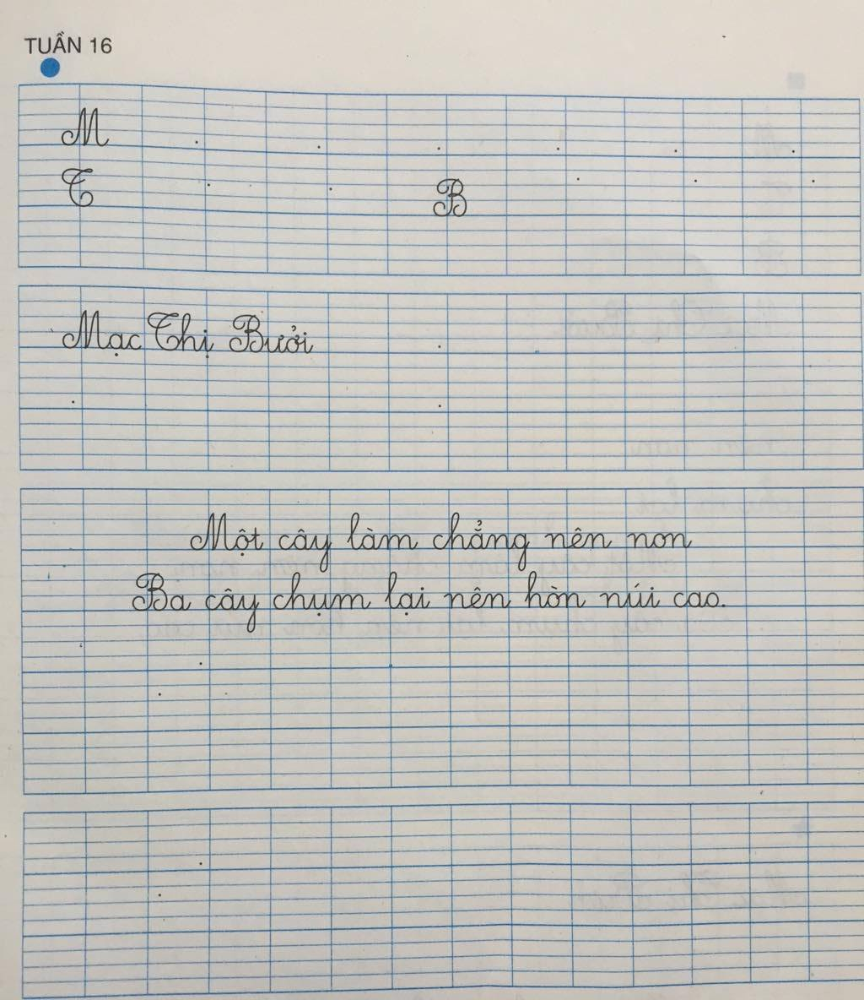 TUẦN 16
M
T B
Mạc Thị Bưởi
Một cây làm chẳng nên non
Ba cây chụm lại nên hòn núi cao.